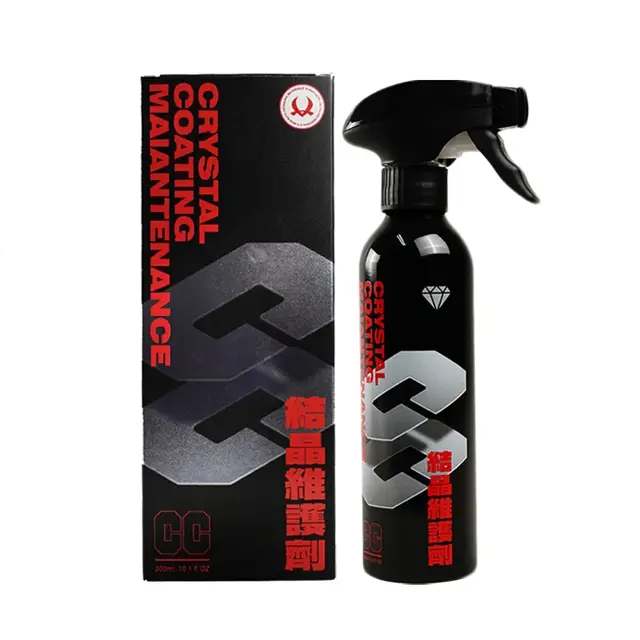 CRYSTAL
COATING
MAIANTENANCE
結晶維護劑
CC
300ml 10.1 fl OZ
CRYSTAL
COATING
MAIANTENANCE
結晶維護劑
CC